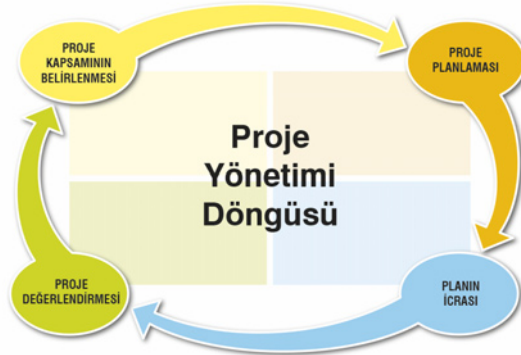 PROJE
KAPSAMININ
BELİRLENMESİ
PROJE
PLANLAMASI
Proje
Yönetimi
Döngüsü
PROJE
DEĞERLENDİRMESİ
PLANIN
İCRASI